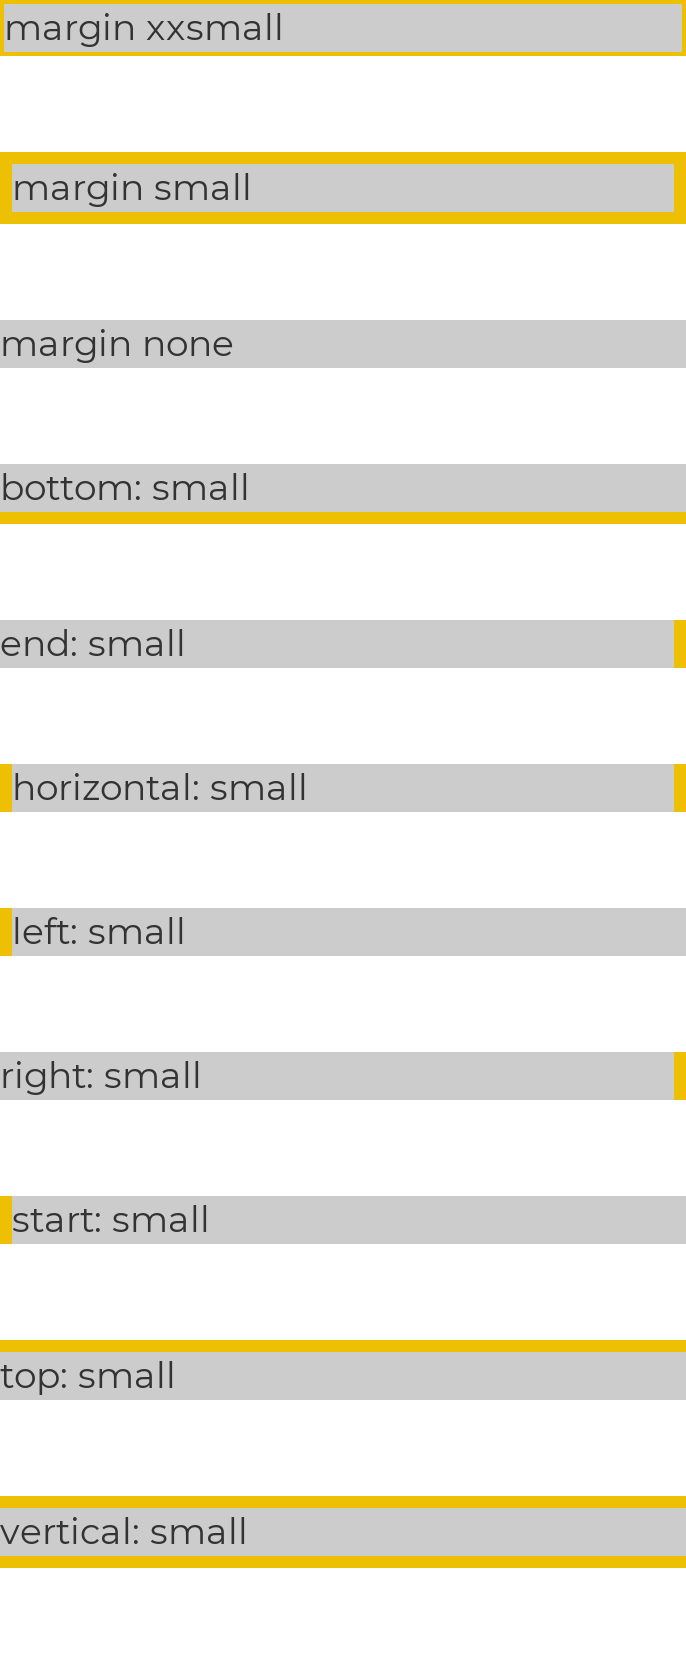 margin xxsmall
margin small
margin none
bottom: small
end: small
horizontal: small
left: small
right: small
start: small
top: small
vertical: small